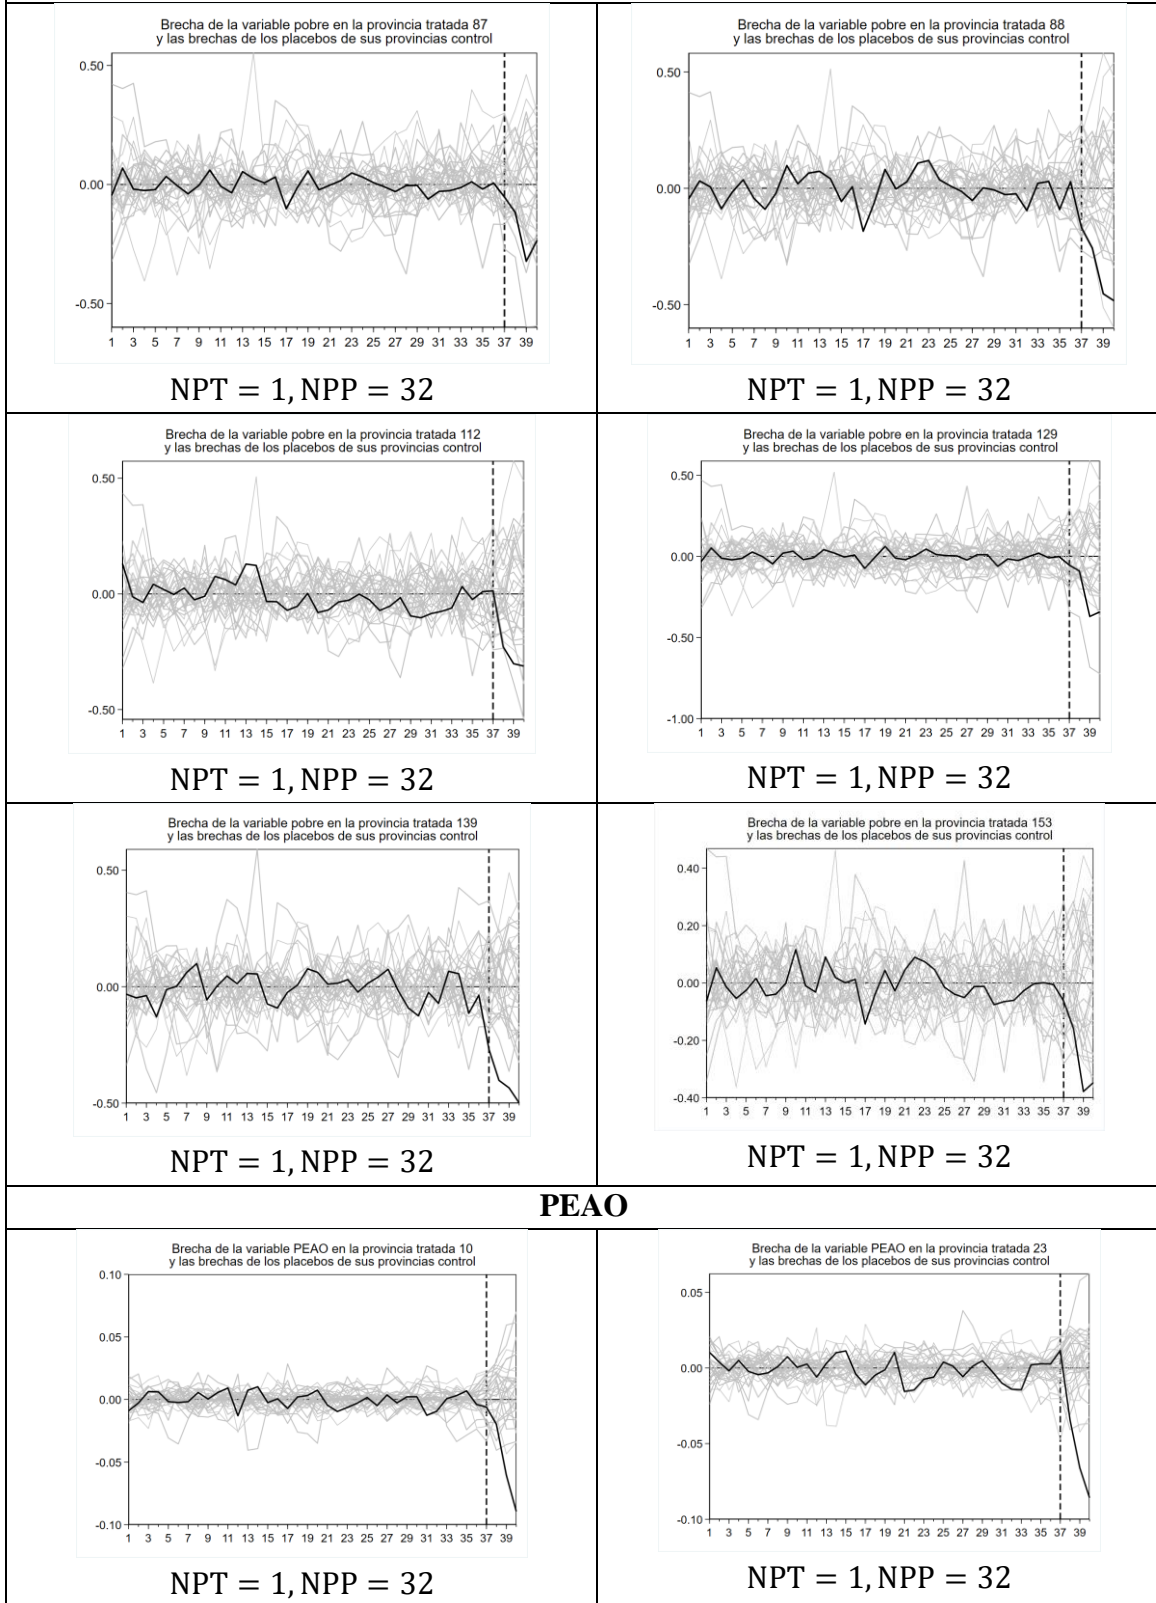 Brecha de la variable pobre en la provincia tratada 87
y las brechas de los placebos de sus provincias control
0.50
0.00
-0.50
1 3 5 7 9 11 13 15 17 19 21 23 25 27 29 31 33 35 37 39
NPT = 1, NPP = 32
Brecha de la variable pobre en la provincia tratada 88
y las brechas de los placebos de sus provincias control
0.50
0.00
-0.50
1 3 5 7 9 11 13 15 17 19 21 23 25 27 29 31 33 35 37 39
NPT = 1, NPP = 32
Brecha de la variable pobre en la provincia tratada 112
y las brechas de los placebos de sus provincias control
0.50
0.00
-0.50
1 3 5 7 9 11 13 15 17 19 21 23 25 27 29 31 33 35 37 39
NPT = 1, NPP = 32
Brecha de la variable pobre en la provincia tratada 129
y las brechas de los placebos de sus provincias control
0.50
0.00
-0.50
-1.00
1 3 5 7 9 11 13 15 17 19 21 23 25 27 29 31 33 35 37 39
NPT = 1, NPP = 32
Brecha de la variable pobre en la provincia tratada 139
y las brechas de los placebos de sus provincias control
0.50
0.00
-0.50
1 3 5 7 9 11 13 15 17 19 21 23 25 27 29 31 33 35 37 39
NPT = 1, NPP = 32
Brecha de la variable pobre en la provincia tratada 153
y las brechas de los placebos de sus provincias control
0.40
0.20
0.00
-0.20
-0.40
1 3 5 7 9 11 13 15 17 19 21 23 25 27 29 31 33 35 37 39
NPT = 1, NPP = 32
PEAO
Brecha de la variable PEAO en la provincia tratada 10
y las brechas de los placebos de sus provincias control
0.10
0.05
0.00
-0.05
-0.10
1 3 5 7 9 11 13 15 17 19 21 23 25 27 29 31 33 35 37 39
NPT = 1, NPP = 32
Brecha de la variable PEAO en la provincia tratada 23
y las brechas de los placebos de sus provincias control
0.05
0.00
-0.05
-0.10
1 3 5 7 9 11 13 15 17 19 21 23 25 27 29 31 33 35 37 39
NPT = 1, NPP = 32